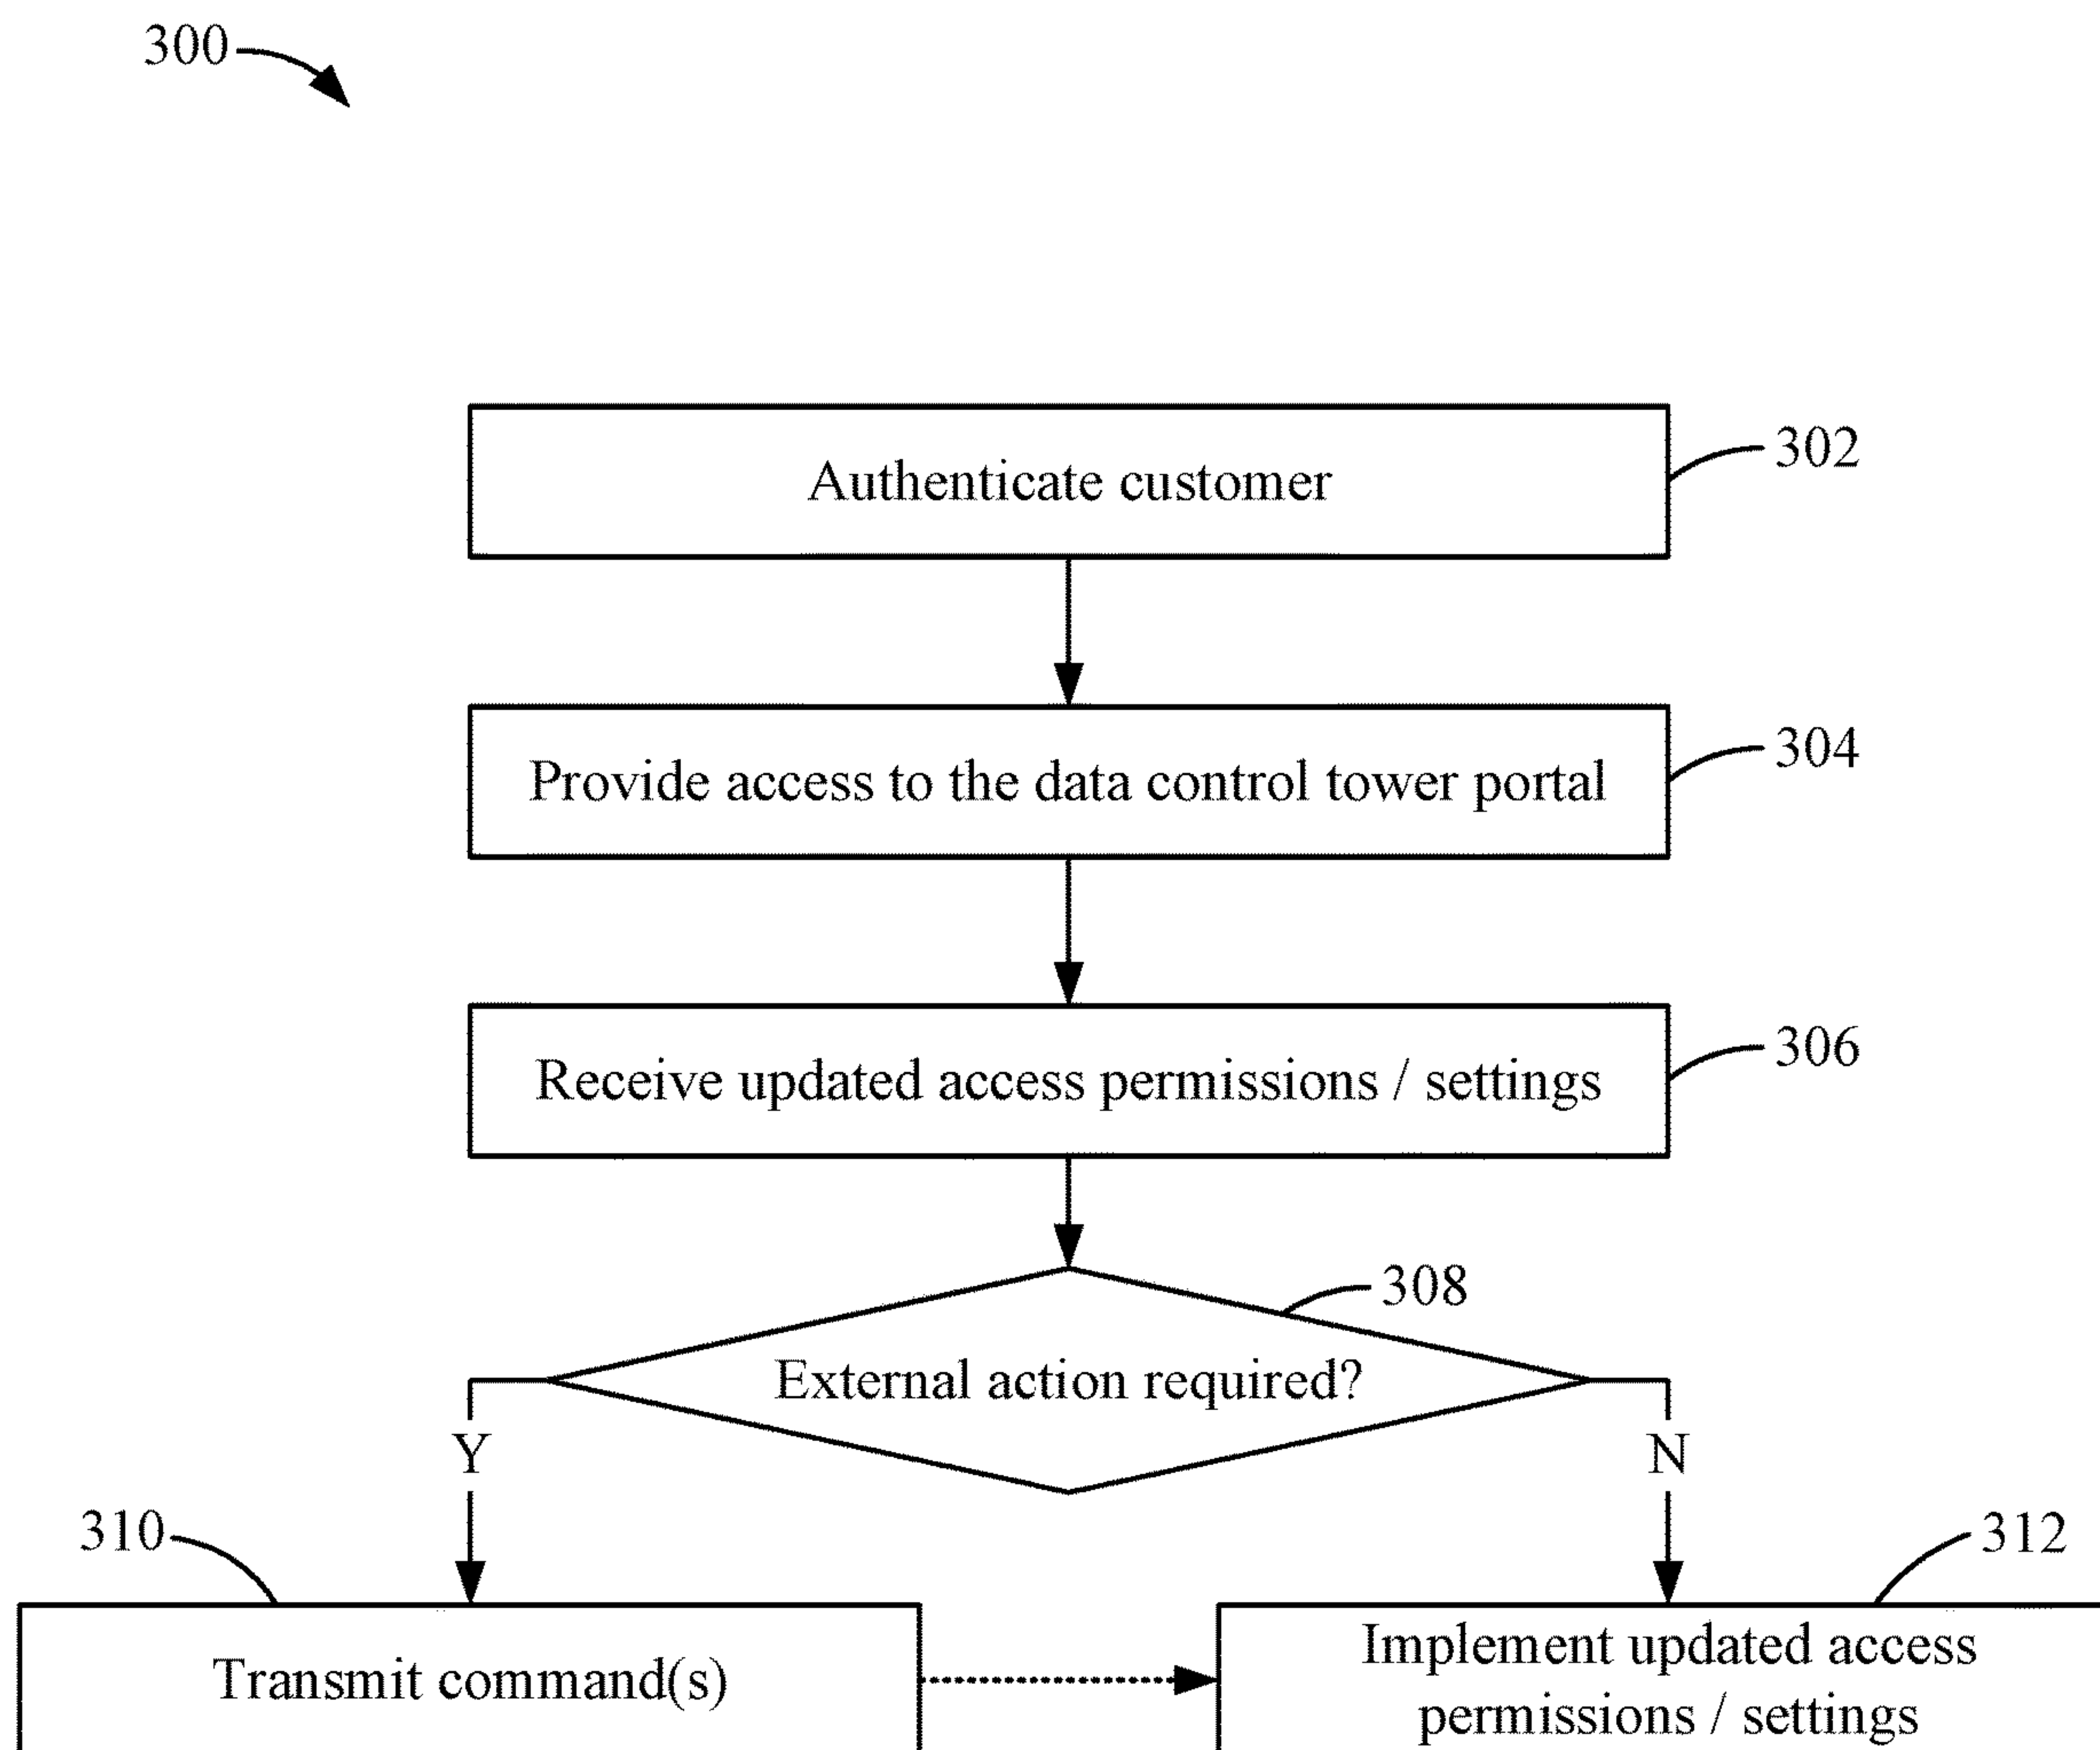 300
Authenticate customer
302
Provide access to the data control tower portal
304
Receive updated access permissions / settings
306
308
External action required?
Y
N
310
312
Transmit command(s)
Implement updated access
permissions / settings